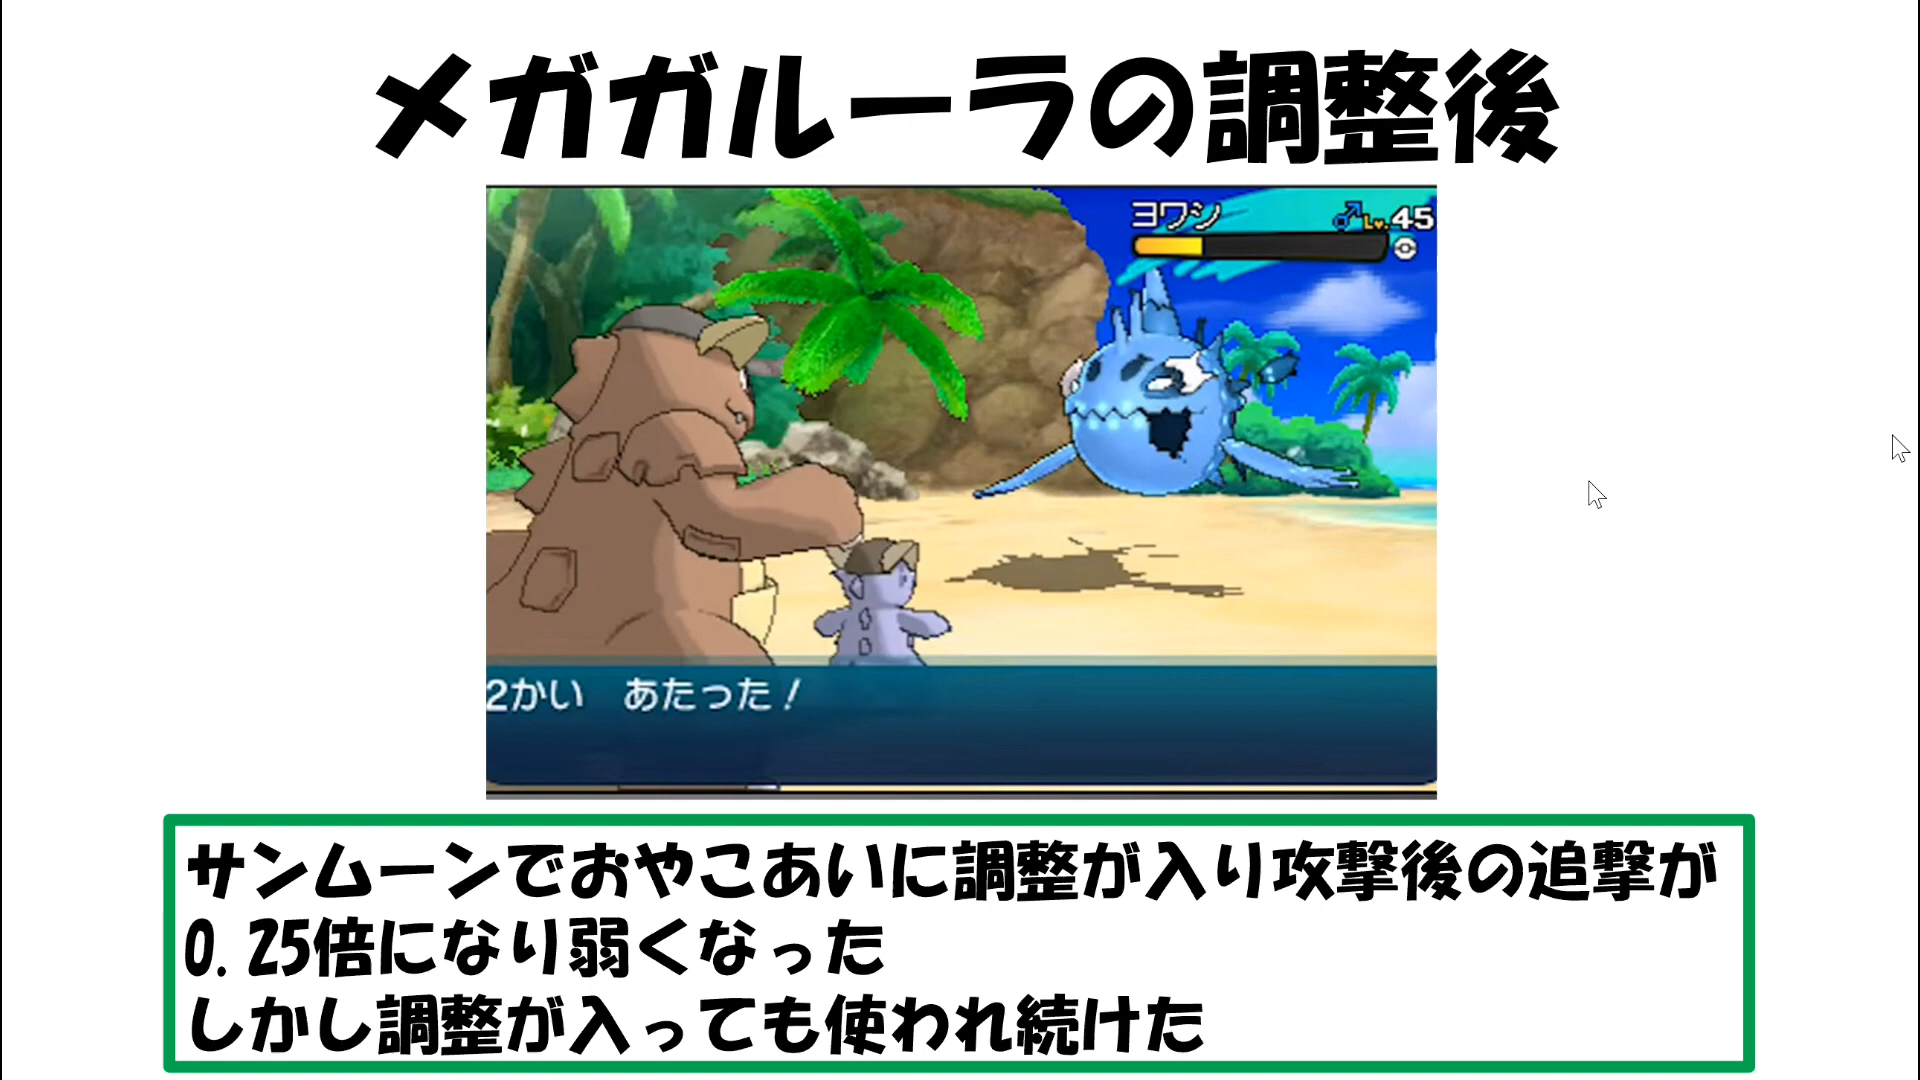 メガガルーラの調整後
ヨワシ ♂ Lv.45
2かい　あたった！
サンムーンでおやこあいに調整が入り攻撃後の追撃が
0.25倍になり弱くなった
しかし調整が入っても使われ続けた